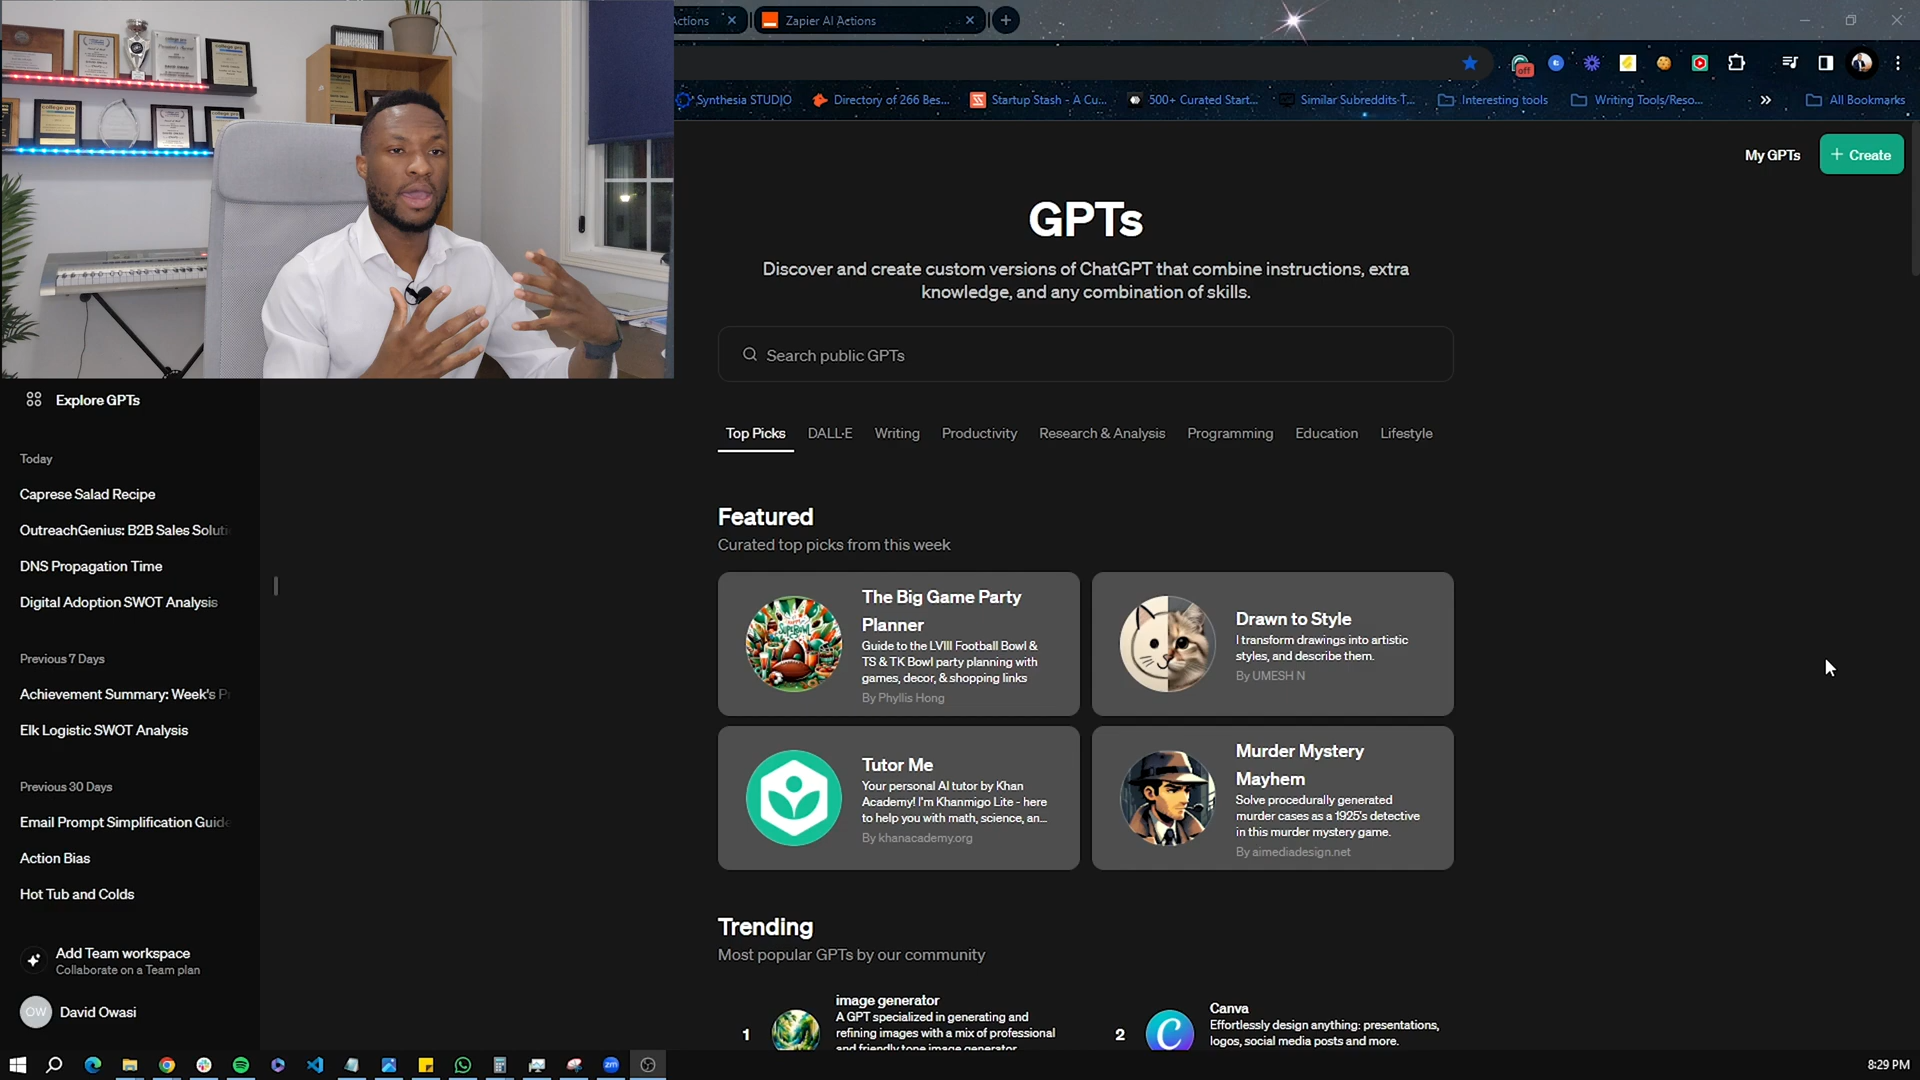 Actions
Zapier AI Actions
off
Synthesia STUDIO
Directory of 266 Bes...
Startup Stash - A Cu...
500+ Curated Start...
Similar Subreddits T...
Interesting tools
Writing Tools/Reso...
All Bookmarks
My GPTs
+ Create
GPTs
Discover and create custom versions of ChatGPT that combine instructions, extra
knowledge, and any combination of skills.
Search public GPTs
Explore GPTs
Top Picks
DALL·E
Writing
Productivity
Research & Analysis
Programming
Education
Lifestyle
Today
Caprese Salad Recipe
OutreachGenius: B2B Sales Soluti
DNS Propagation Time
Digital Adoption SWOT Analysis
Previous 7 Days
Achievement Summary: Week's P
Elk Logistic SWOT Analysis
Previous 30 Days
Email Prompt Simplification Guide
Action Bias
Hot Tub and Colds
Add Team workspace
Collaborate on a Team plan
OW
David Owasi
Featured
Curated top picks from this week
The Big Game Party
Planner
Guide to the LVIII Football Bowl &
TS & TK Bowl party planning with
games, decor, & shopping links
By Phyllis Hong
Drawn to Style
I transform drawings into artistic
styles, and describe them.
By UMESH N
Tutor Me
Your personal AI tutor by Khan
Academy! I'm Khanmigo Lite - here
to help you with math, science, an...
By khanacademy.org
Murder Mystery
Mayhem
Solve procedurally generated
murder cases as a 1925's detective
in this murder mystery game.
By aimediadesign.net
Trending
Most popular GPTs by our community
1
image generator
A GPT specialized in generating and
refining images with a mix of professional
and friendly tone.image generator
2
Canva
Effortlessly design anything: presentations,
logos, social media posts and more.
zm
8:29 PM